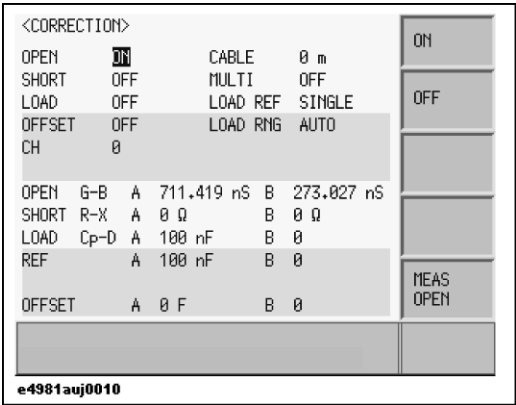 <CORRECTION>
OPEN ON CABLE 0 m
SHORT OFF MULTI OFF
LOAD OFF LOAD REF SINGLE
OFFSET OFF LOAD RNG AUTO
CH 0
OPEN G-B A 711.419 nS B 273.027 nS
SHORT R-X A 0 Ω B 0 Ω
LOAD Cp-D A 100 nF B 0
REF A 100 nF B 0
OFFSET A 0 F B 0
ON
OFF
MEAS
OPEN
e4981auj0010